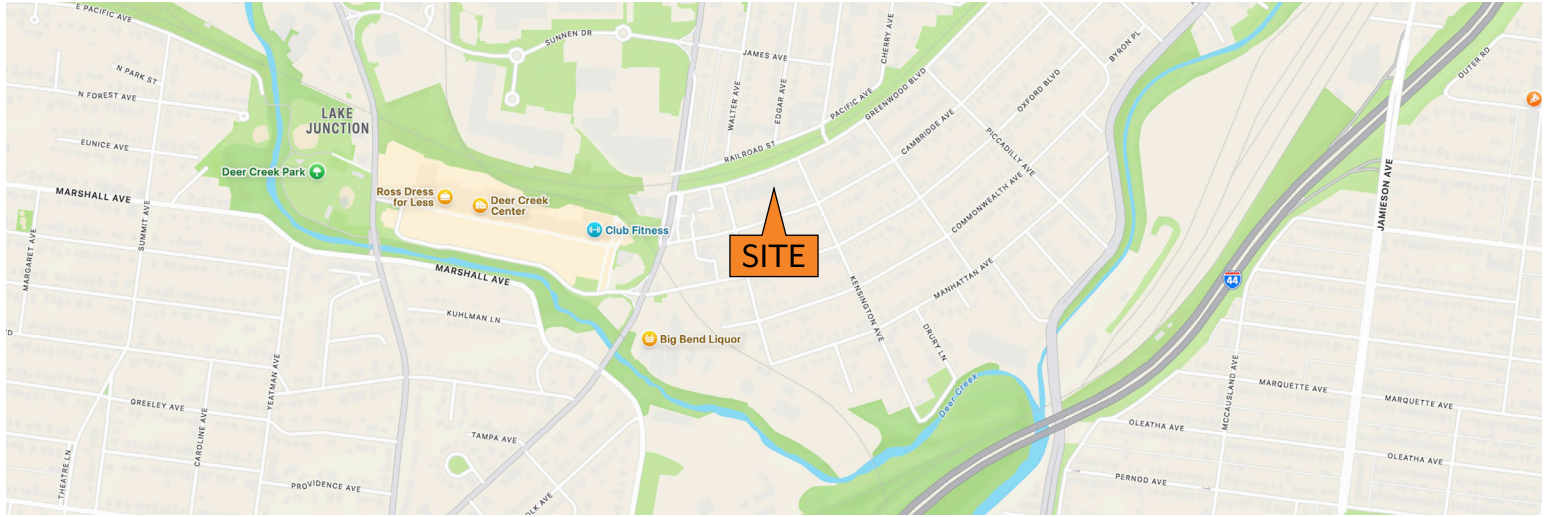 E PACIFIC AVE
N PARK ST
N FOREST AVE
EUNICE AVE
LAKE
JUNCTION
Deer Creek Park
MARSHALL AVE
SUMMIT AVE
MARGARET AVE
SUNNEN DR
JAMES AVE
CHERRY AVE
WALTER AVE
EDGAR AVE
PACIFIC AVE
GREENWOOD BLVD
RAILROAD ST
CAMBRIDGE AVE
OXFORD BLVD
BYRON PL
PICCADILLY AVE
COMMONWEALTH AVE
MANHATTAN AVE
KENSINGTON AVE
DRURY LN
Ross Dress
for Less
Deer Creek
Center
Club Fitness
SITE
MARSHALL AVE
KUHLMAN LN
Big Bend Liquor
Deer Creek
YEATMAN AVE
GREELEY AVE
CAROLINE AVE
THEATRE LN
PROVIDENCE AVE
TAMPA AVE
OLK AVE
D
44
OUTER RD
JAMIESON AVE
MCCAUSLAND AVE
MARQUETTE AVE
MARQUETTE AVE
OLEATHA AVE
OLEATHA AVE
PERNOD AVE